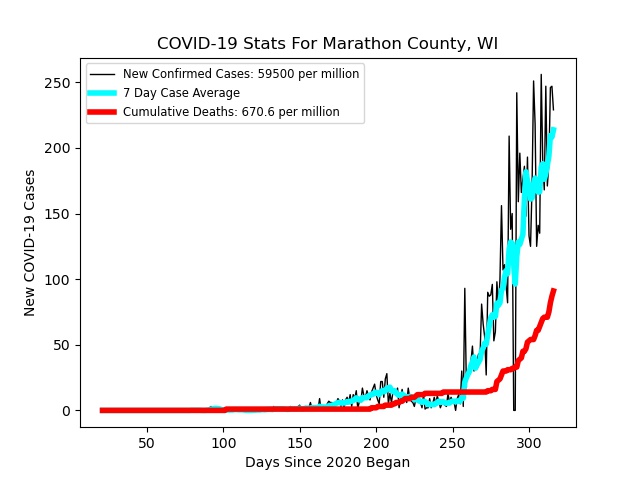 COVID-19 Stats For Marathon County, WI
New Confirmed Cases: 59500 per million
7 Day Case Average
Cumulative Deaths: 670.6 per million
New COVID-19 Cases
250
200
150
100
50
0
50 100 150 200 250 300
Days Since 2020 Began